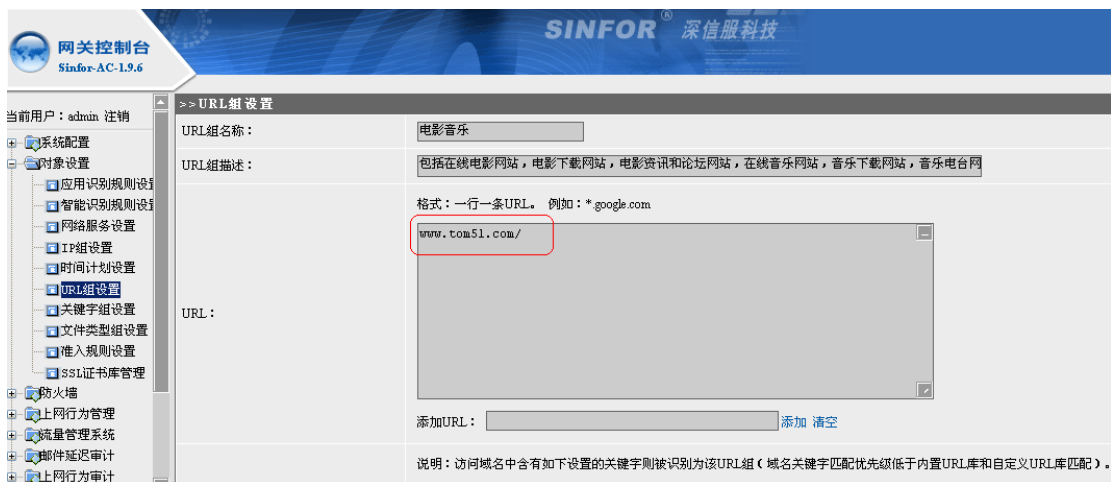 SINFOR® 深信服科技
网关控制台
Sinfor-AC-1.9.6
当前用户：admin 注销
系统配置
对象设置
应用识别规则设
智能识别规则设
网络服务设置
IP组设置
时间计划设置
URL组设置
关键字组设置
文件类型组设置
准入规则设置
SSL证书库管理
防火墙
上网行为管理
流量管理系统
邮件延迟审计
上网行为审计
>>URL组设置
URL组名称：
电影音乐
URL组描述：
包括在线电影网站，电影下载网站，电影资讯和论坛网站，在线音乐网站，音乐下载网站，音乐电台网
格式：一行一条URL。 例如：*.google.com
URL：
www.tom51.com/
添加URL： 添加 清空
说明：访问域名中含有如下设置的关键字则被识别为该URL组（域名关键字匹配优先级低于内置URL库和自定义URL库匹配）。